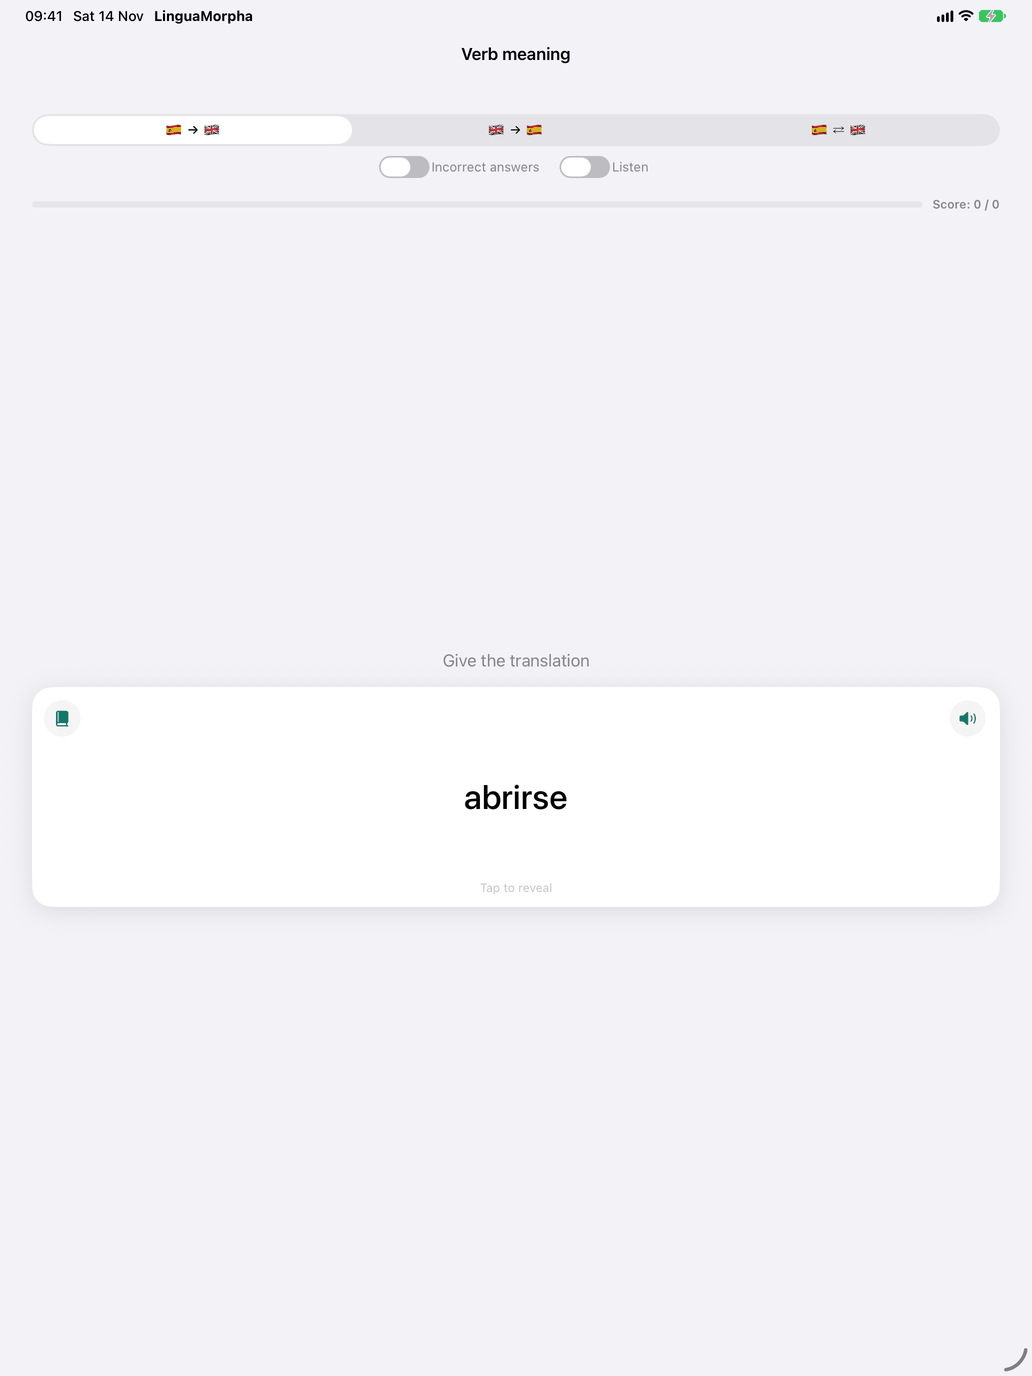 09:41 Sat 14 Nov LinguaMorpha
Verb meaning
🇪🇸 → 🇬🇧
🇬🇧 → 🇪🇸
🇪🇸 ⇄ 🇬🇧
Incorrect answers
Listen
Score: 0 / 0
Give the translation
abrirse
Tap to reveal